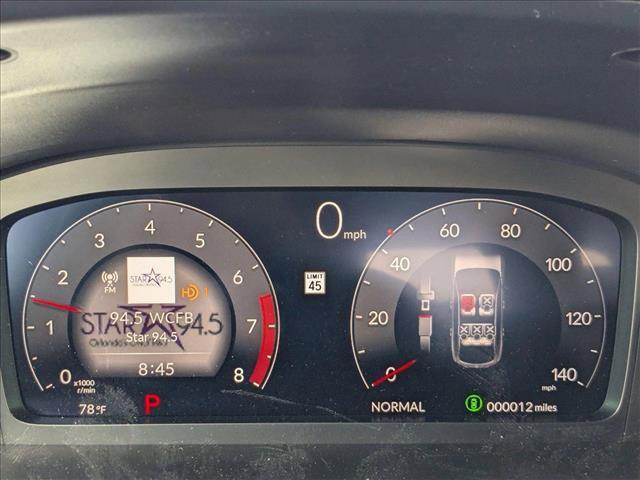 0 mph
LIMIT
45
0
1
2
3
4
5
6
7
8
x1000
r/min
FM
STAR 94.5
HD 1
STAR 94.5
94.5 WCFB
Star 94.5
8:45
78°F
P
0
20
40
60
80
100
120
140
mph
NORMAL
000012 miles